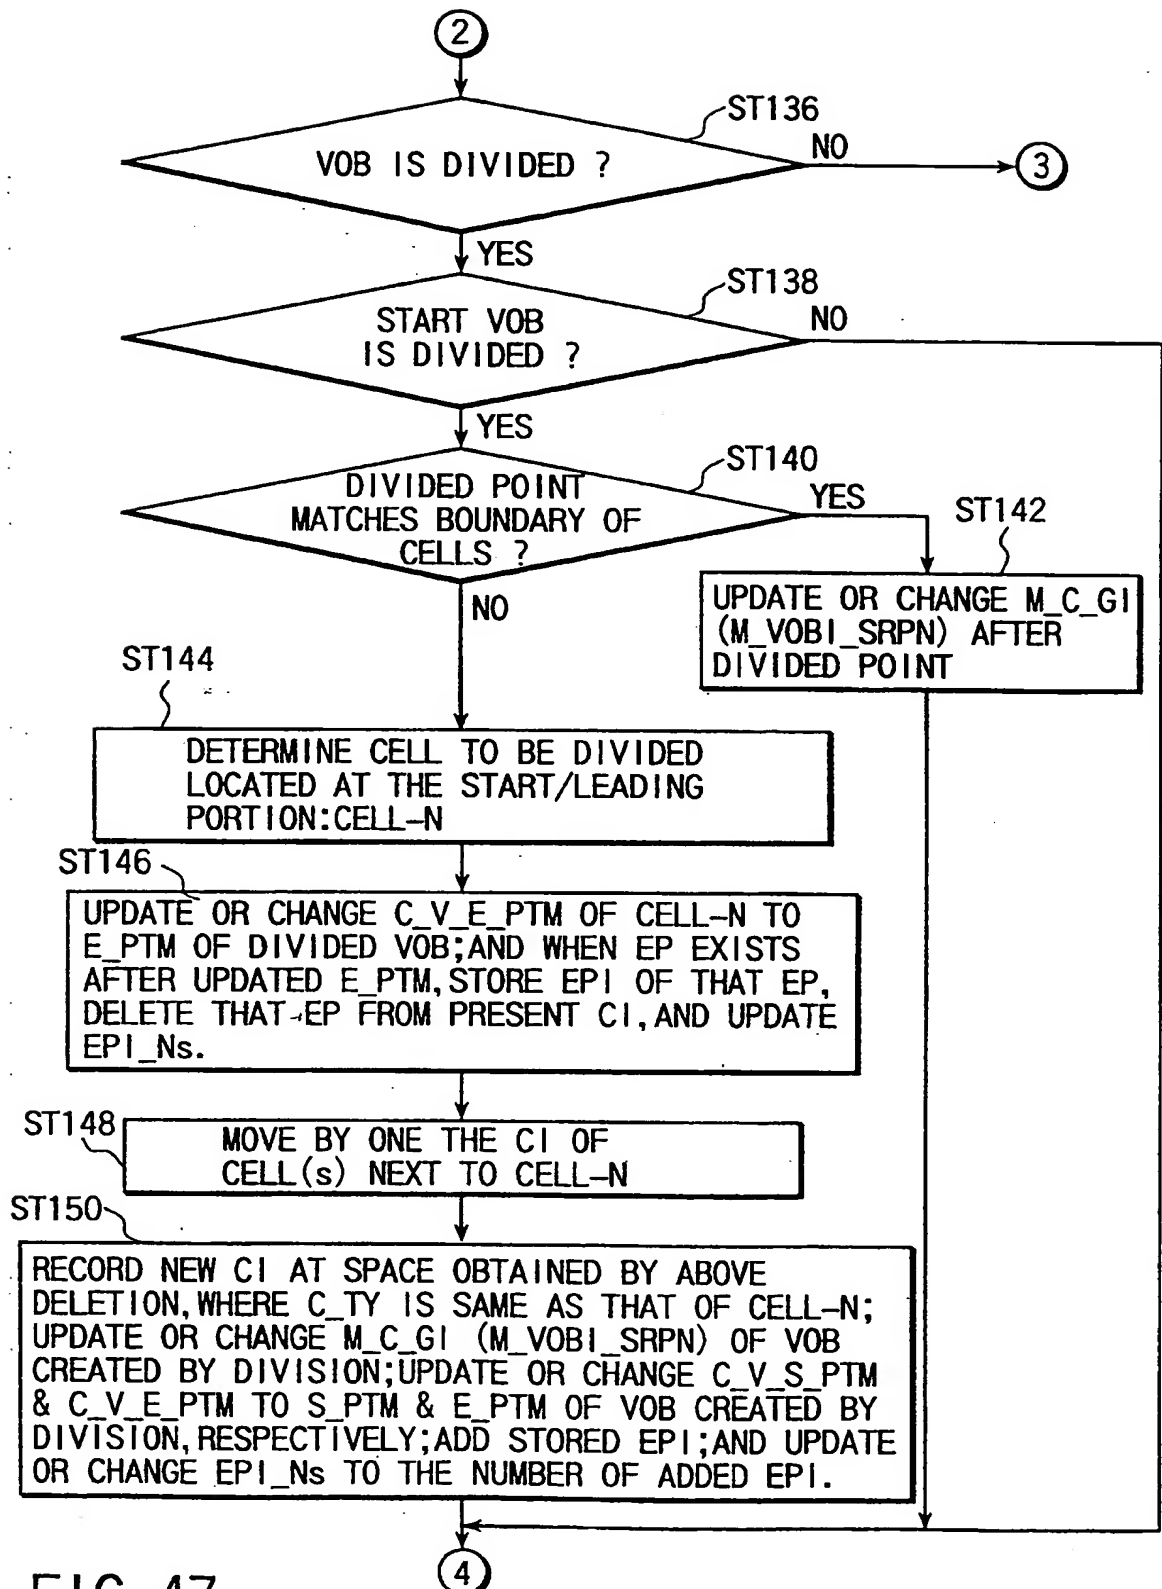 2
ST136
VOB IS DIVIDED ?
NO
3
YES
ST138
START VOB
IS DIVIDED ?
NO
YES
ST140
DIVIDED POINT
MATCHES BOUNDARY OF
CELLS ?
YES
ST142
NO
UPDATE OR CHANGE M_C_GI
(M_VOBI_SRPN) AFTER
DIVIDED POINT
ST144
DETERMINE CELL TO BE DIVIDED
LOCATED AT THE START/LEADING
PORTION:CELL-N
ST146
UPDATE OR CHANGE C_V_E_PTM OF CELL-N TO
E_PTM OF DIVIDED VOB;AND WHEN EP EXISTS
AFTER UPDATED E_PTM,STORE EPI OF THAT EP,
DELETE THAT EP FROM PRESENT CI,AND UPDATE
EPI_Ns.
ST148
MOVE BY ONE THE CI OF
CELL(s) NEXT TO CELL-N
ST150
RECORD NEW CI AT SPACE OBTAINED BY ABOVE
DELETION,WHERE C_TY IS SAME AS THAT OF CELL-N;
UPDATE OR CHANGE M_C_GI (M_VOBI_SRPN) OF VOB
CREATED BY DIVISION;UPDATE OR CHANGE C_V_S_PTM
& C_V_E_PTM TO S_PTM & E_PTM OF VOB CREATED BY
DIVISION,RESPECTIVELY;ADD STORED EPI;AND UPDATE
OR CHANGE EPI_Ns TO THE NUMBER OF ADDED EPI.
4
FIG. 47